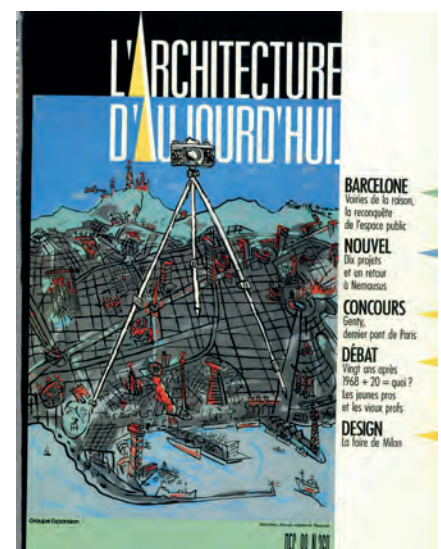 L'ARCHITECTURE
D'AUJOURD'HUI.
BARCELONE
Voiries de la raison,
la reconquête
de l'espace public
NOUVEL
Dix projets
et un retour
à Nemausus
CONCOURS
Genty,
dernier pont de Paris
DÉBAT
Vingt ans après
1968 + 20 = quoi ?
Les jeunes pros
et les vieux profs
DESIGN
La foire de Milan
Groupe Expansion